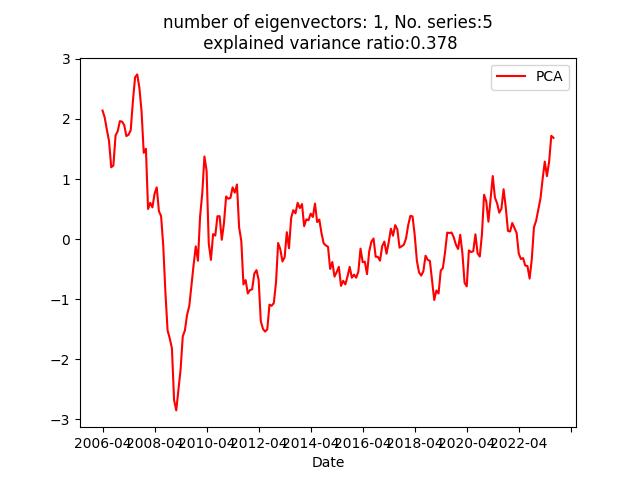 number of eigenvectors: 1, No. series:5
explained variance ratio:0.378
PCA
3
2
1
0
−1
−2
−3
2006-04 2008-04 2010-04 2012-04 2014-04 2016-04 2018-04 2020-04 2022-04
Date